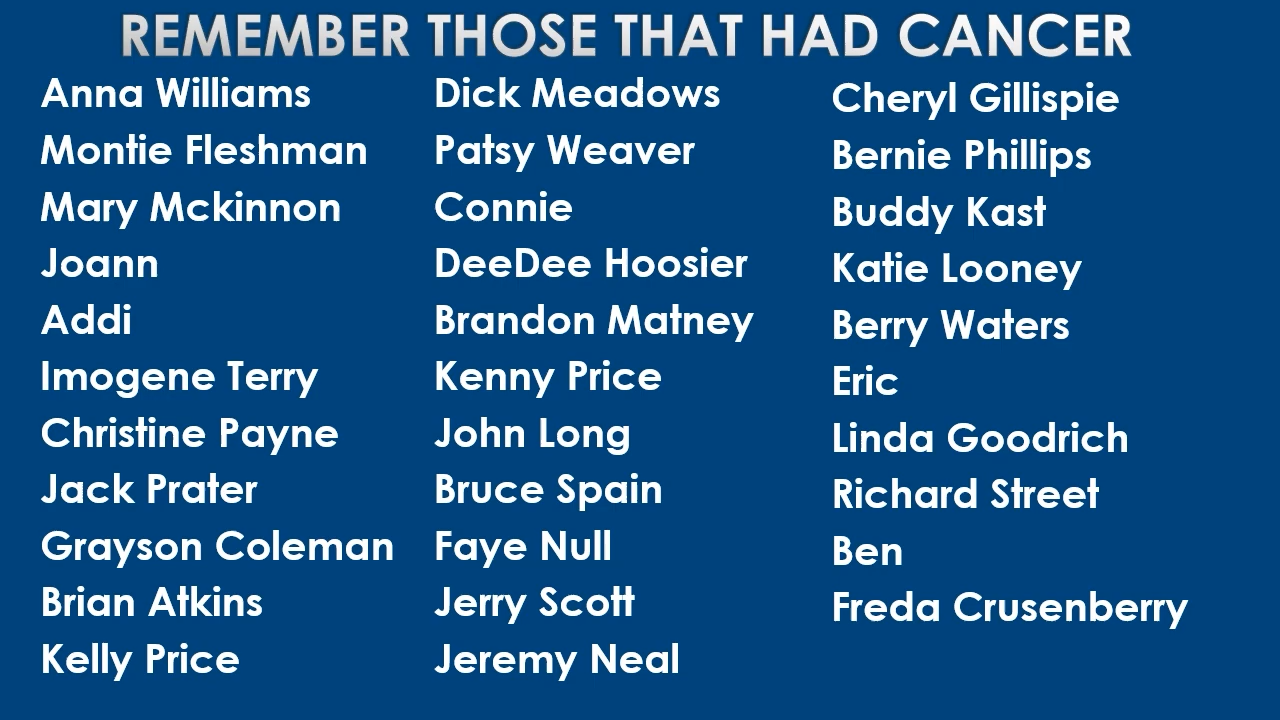 REMEMBER THOSE THAT HAD CANCER
Anna Williams
Montie Fleshman
Mary Mckinnon
Joann
Addi
Imogene Terry
Christine Payne
Jack Prater
Grayson Coleman
Brian Atkins
Kelly Price
Dick Meadows
Patsy Weaver
Connie
DeeDee Hoosier
Brandon Matney
Kenny Price
John Long
Bruce Spain
Faye Null
Jerry Scott
Jeremy Neal
Cheryl Gillispie
Bernie Phillips
Buddy Kast
Katie Looney
Berry Waters
Eric
Linda Goodrich
Richard Street
Ben
Freda Crusenberry